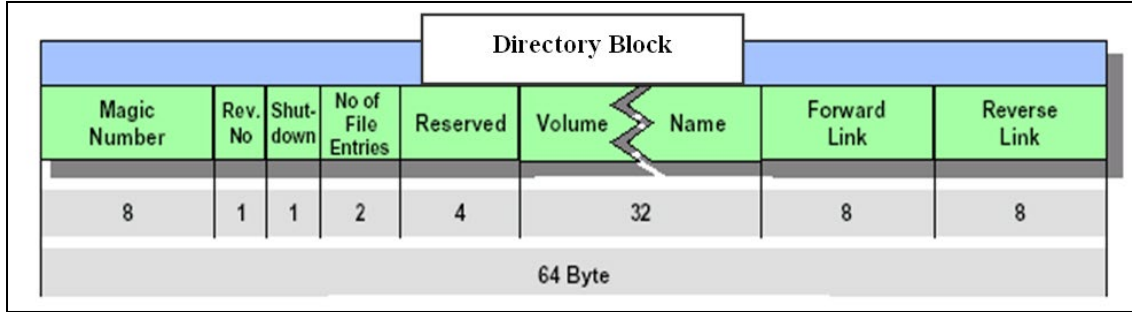 Directory Block
Magic
Number
Rev.
No
Shut-
down
No of
File
Entries
Reserved
Volume Name
Forward
Link
Reverse
Link
8 1 1 2 4 32 8 8
64 Byte